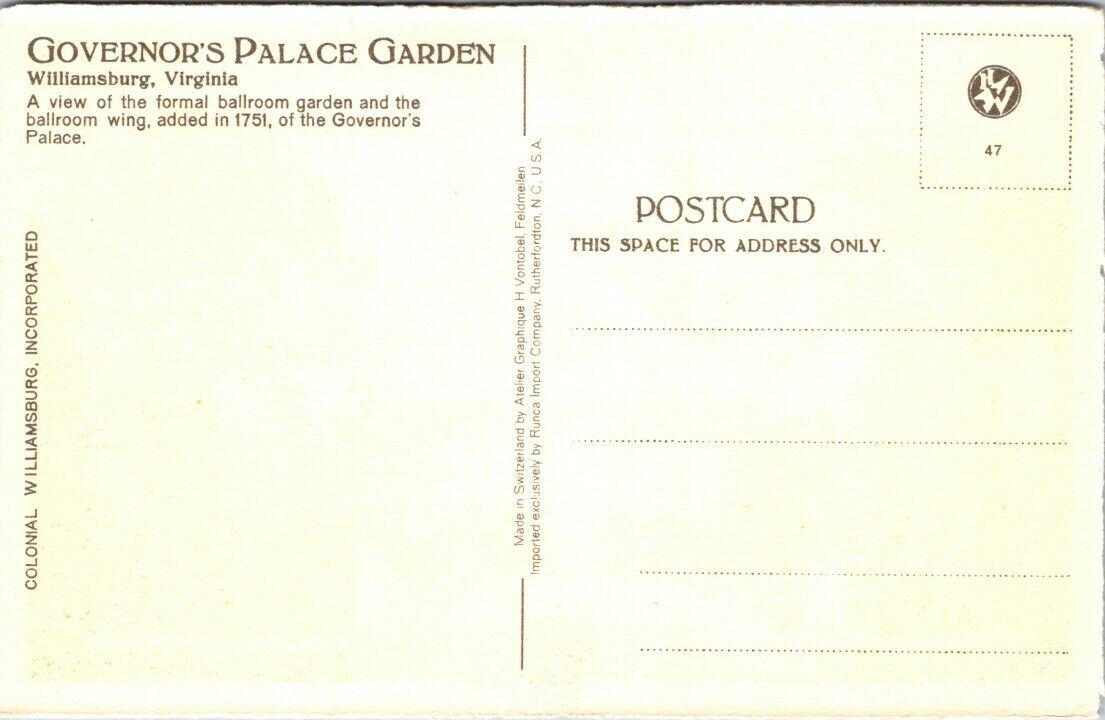 GOVERNOR'S PALACE GARDEN
Williamsburg, Virginia
A view of the formal ballroom garden and the
ballroom wing, added in 1751, of the Governor's
Palace.
COLONIAL WILLIAMSBURG, INCORPORATED
Made in Switzerland by Atelier Graphique H Vontobel, Feldmeilen
Imported exclusively by Runca Import Company, Rutherfordton, N C. U S A.
47
POSTCARD
THIS SPACE FOR ADDRESS ONLY.